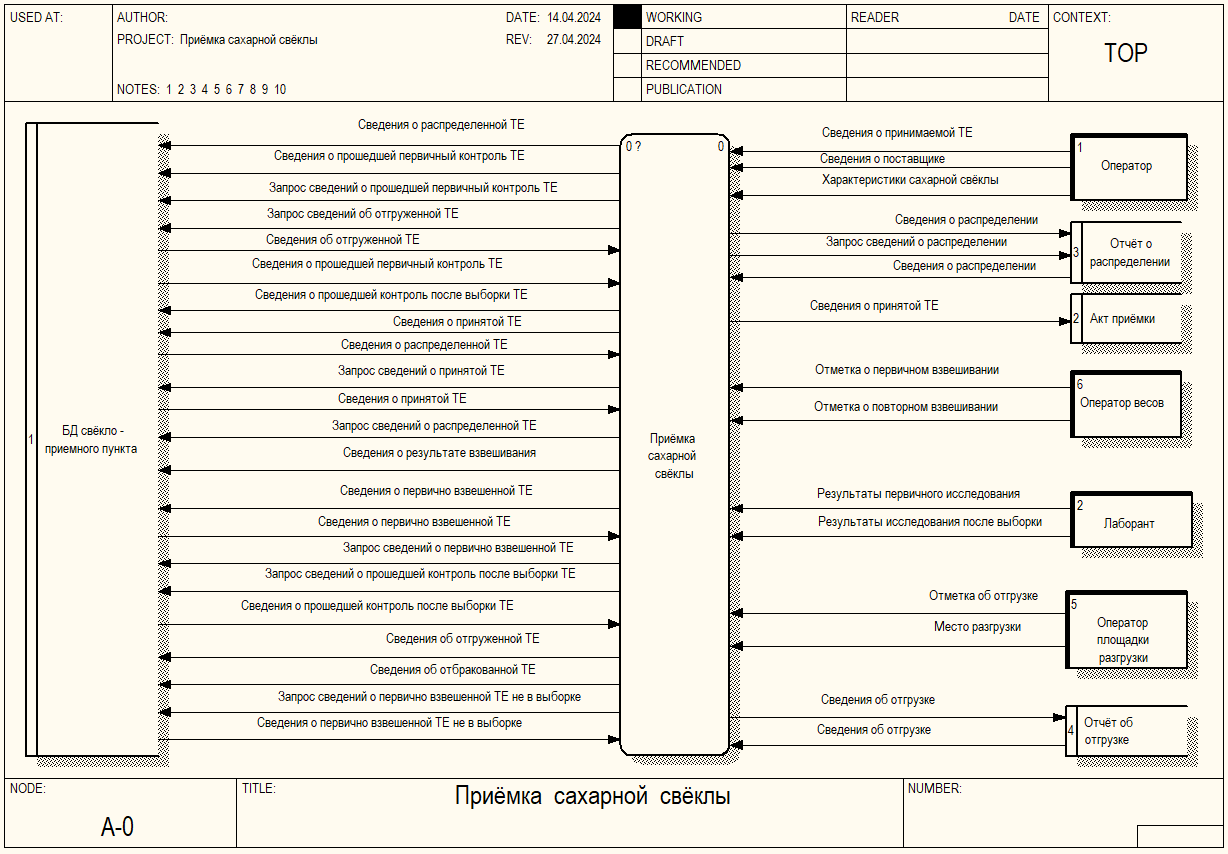 USED AT:
AUTHOR:
DATE: 14.04.2024
PROJECT: Приёмка сахарной свёклы
REV: 27.04.2024
NOTES: 1 2 3 4 5 6 7 8 9 10
WORKING
DRAFT
RECOMMENDED
PUBLICATION
READER
DATE
CONTEXT:
TOP
1
БД свёкло -
приемного пункта
Сведения о распределенной ТЕ
Сведения о прошедшей первичный контроль ТЕ
Запрос сведений о прошедшей первичный контроль ТЕ
Запрос сведений об отгруженной ТЕ
Сведения об отгруженной ТЕ
Сведения о прошедшей первичный контроль ТЕ
Сведения о прошедшей контроль после выборки ТЕ
Сведения о принятой ТЕ
Сведения о распределенной ТЕ
Запрос сведений о принятой ТЕ
Сведения о принятой ТЕ
Запрос сведений о распределенной ТЕ
Сведения о результате взвешивания
Сведения о первично взвешенной ТЕ
Сведения о первично взвешенной ТЕ
Запрос сведений о первично взвешенной ТЕ
Запрос сведений о прошедшей контроль после выборки ТЕ
Сведения о прошедшей контроль после выборки ТЕ
Сведения об отгруженной ТЕ
Сведения об отбракованной ТЕ
Запрос сведений о первично взвешенной ТЕ не в выборке
Сведения о первично взвешенной ТЕ не в выборке
0 ?
0
Приёмка
сахарной
свёклы
Сведения о принимаемой ТЕ
Сведения о поставщике
Характеристики сахарной свёклы
1
Оператор
Сведения о распределении
Запрос сведений о распределении
Сведения о распределении
3
Отчёт о
распределении
Сведения о принятой ТЕ
2
Акт приёмки
Отметка о первичном взвешивании
Отметка о повторном взвешивании
6
Оператор весов
Результаты первичного исследования
Результаты исследования после выборки
2
Лаборант
Отметка об отгрузке
Место разгрузки
5
Оператор
площадки
разгрузки
Сведения об отгрузке
Сведения об отгрузке
4
Отчёт об
отгрузке
NODE:
A-0
TITLE:
Приёмка сахарной свёклы
NUMBER: